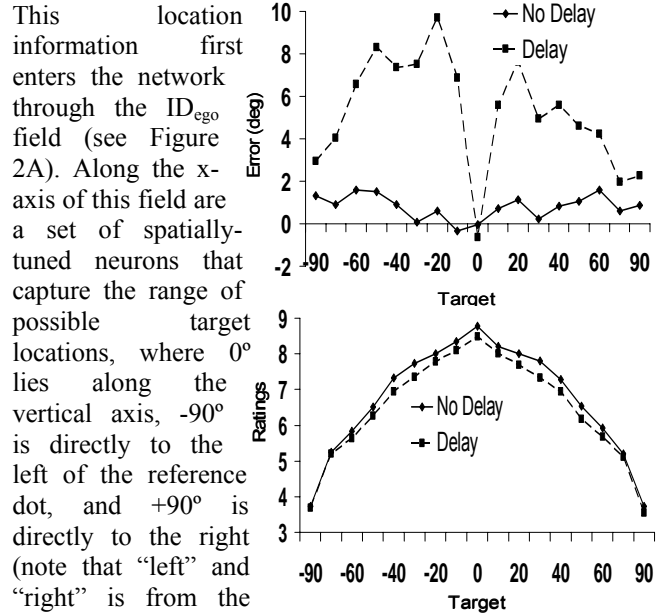 This location
information first
enters the network
through the IDego
field (see Figure
2A). Along the x-
axis of this field are
a set of spatially-
tuned neurons that
capture the range of
possible target
locations, where 0º
lies along the
vertical axis, -90º
is directly to the
left of the reference
dot, and +90º is
directly to the right
(note that “left” and
“right” is from the
10
8
6
4
2
0
-2
Error (deg)
No Delay
Delay
-90 -60 -40 -20 0 20 40 60 90
Target
9
8
7
6
5
4
3
Ratings
No Delay
Delay
-90 -60 -40 -20 0 20 40 60 90
Target